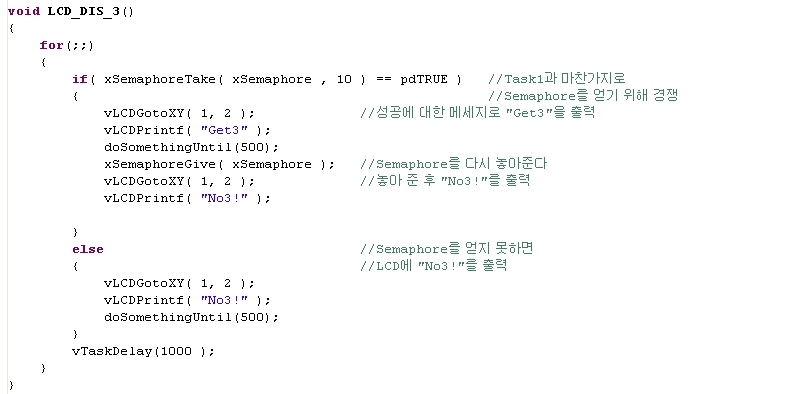 void LCD_DIS_3()
{
    for(;;)
    {
        if( xSemaphoreTake( xSemaphore , 10 ) == pdTRUE )   //Task1과 마찬가지로
        {                                                   //Semaphore를 얻기 위해 경쟁
            vLCDGotoXY( 1, 2 );             //성공에 대한 메세지로 "Get3"을 출력
            vLCDPrintf( "Get3" );
            doSomethingUntil(500);
            xSemaphoreGive( xSemaphore );   //Semaphore를 다시 놓아준다
            vLCDGotoXY( 1, 2 );             //놓아 준 후 "No3!"를 출력
            vLCDPrintf( "No3!" );
        }
        else                                //Semaphore를 얻지 못하면
        {                                   //LCD에 "No3!"를 출력
            vLCDGotoXY( 1, 2 );
            vLCDPrintf( "No3!" );
            doSomethingUntil(500);
        }
        vTaskDelay(1000 );
    }
}